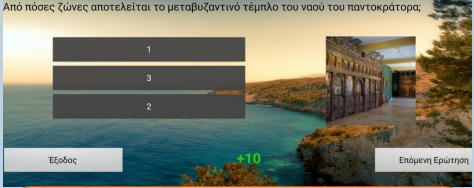 Από πόσες ζώνες αποτελείται το μεταβυζαντινό τέμπλο του ναού του παντοκράτορα;
1
3
2
Έξοδος
+10
Επόμενη Ερώτηση